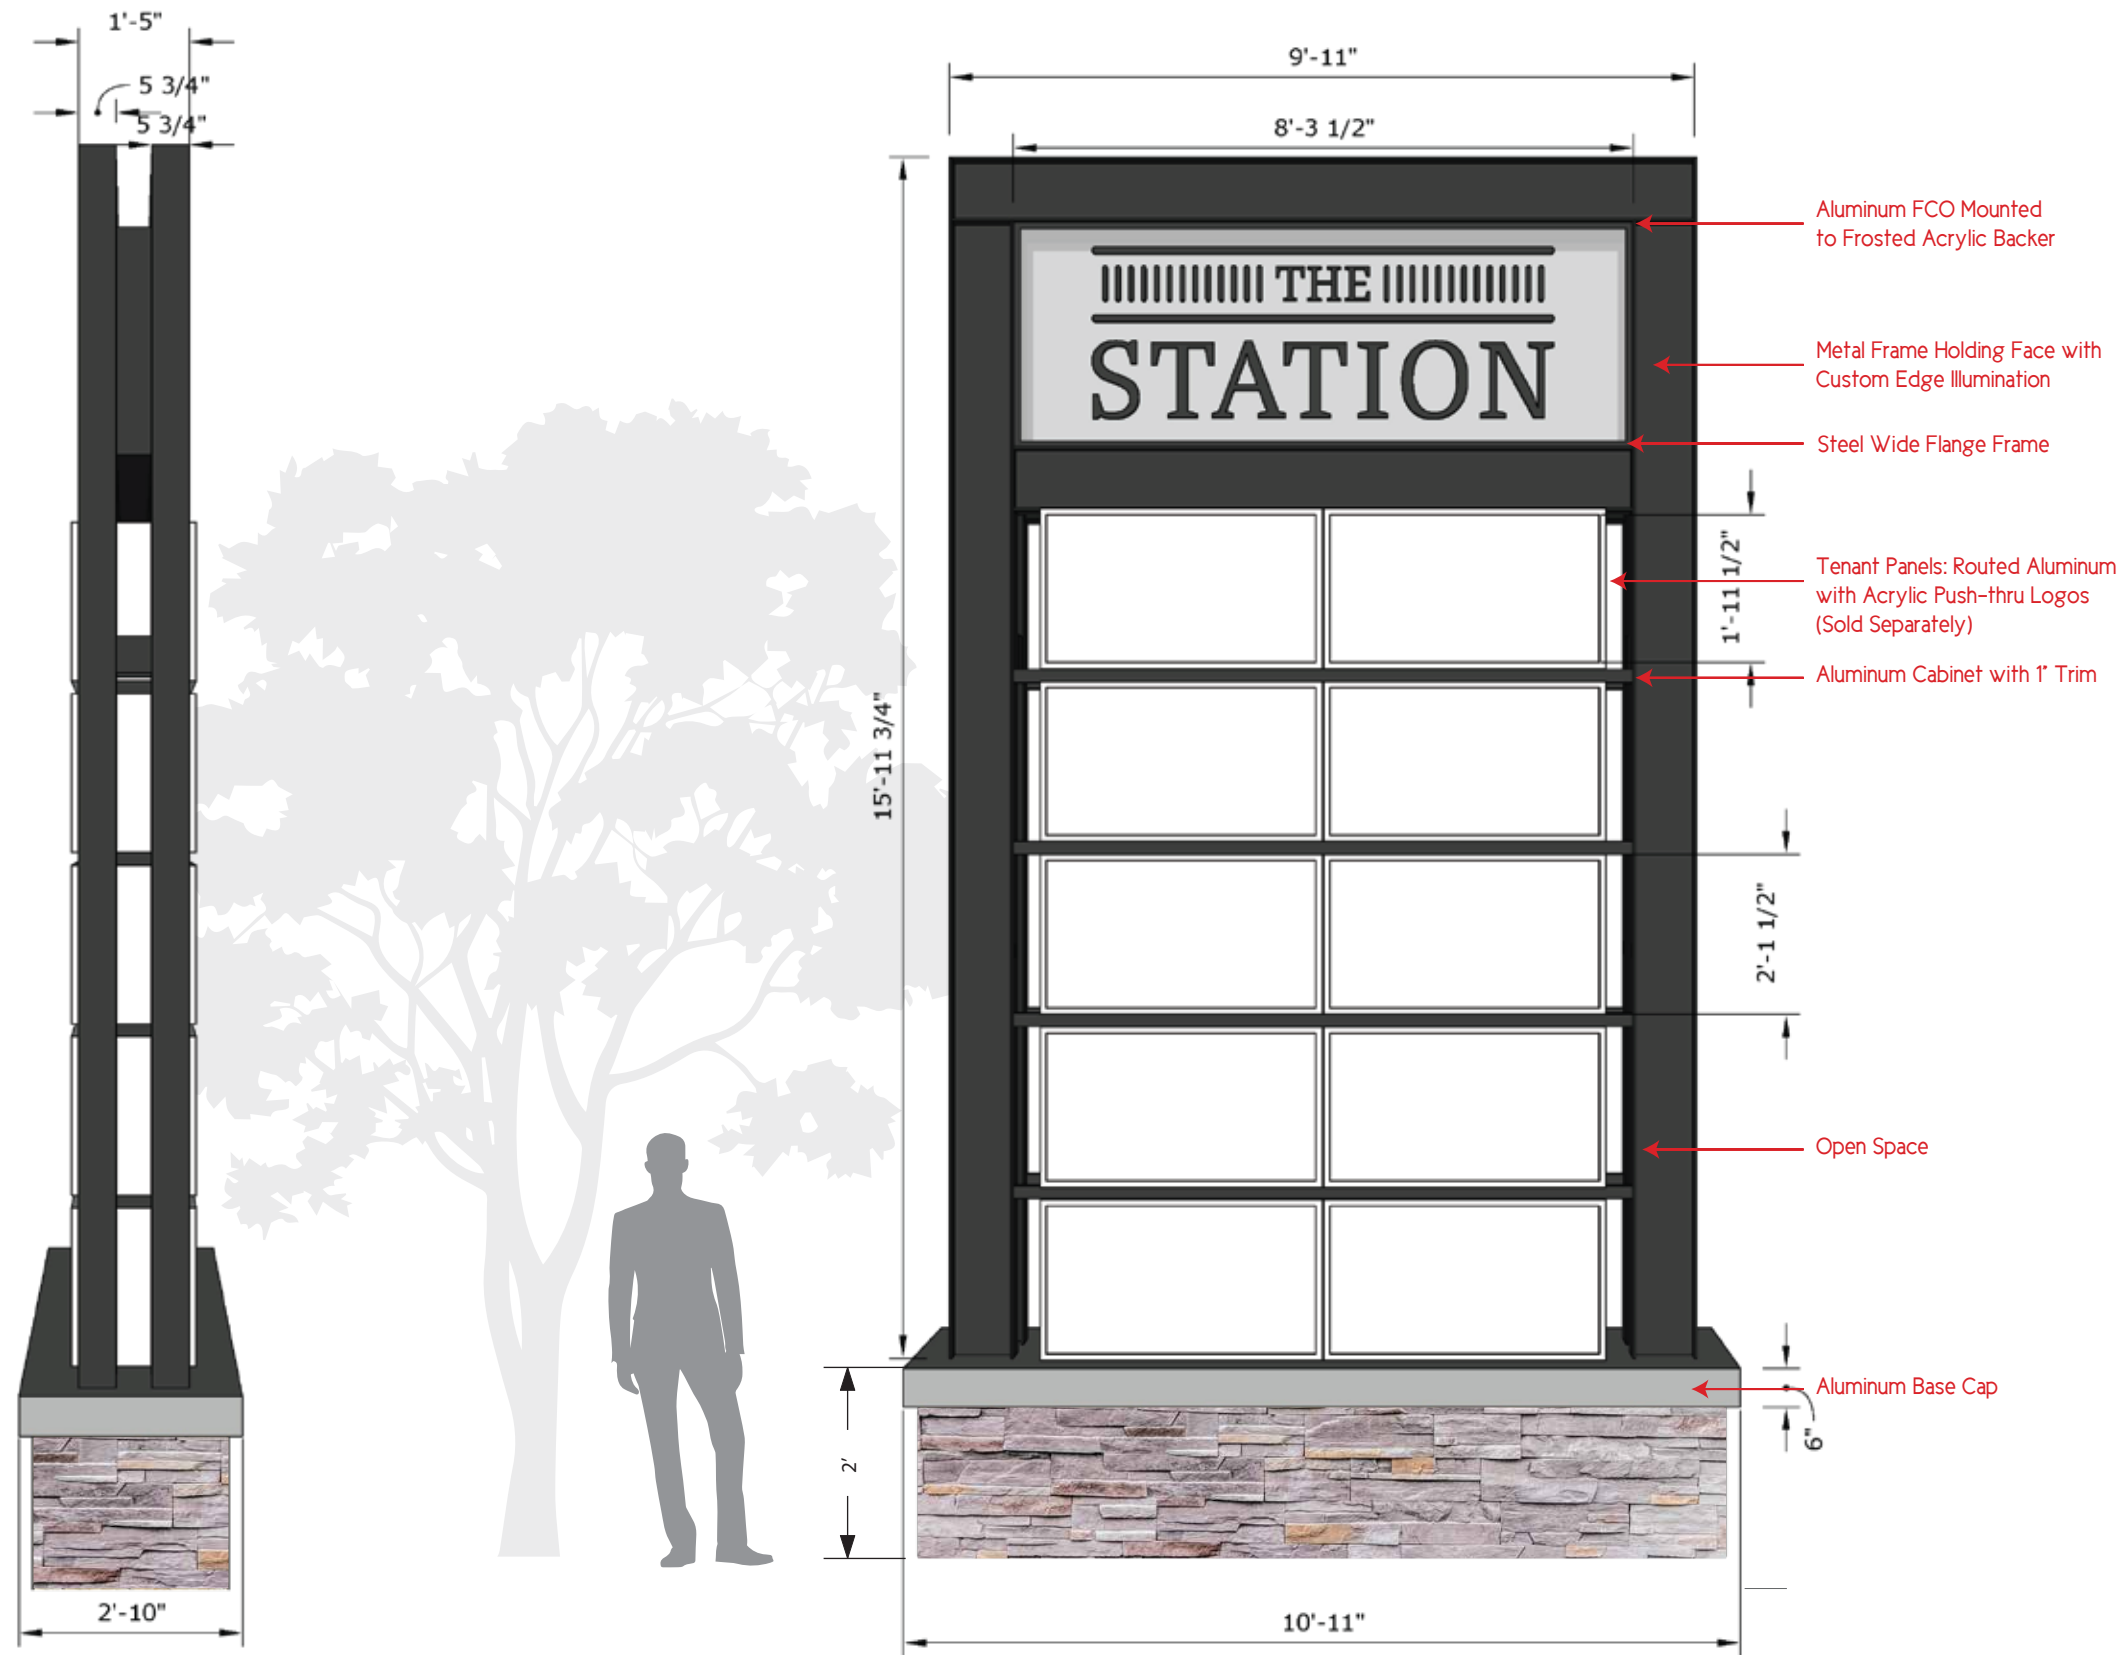 1'-5"
5 3/4"
5 3/4"
9'-11"
8'-3 1/2"
THE
STATION
15'-11 3/4"
1'-11 1/2"
2'-1 1/2"
6"
2'
2'-10"
10'-11"
Aluminum FCO Mounted
to Frosted Acrylic Backer
Metal Frame Holding Face with
Custom Edge Illumination
Steel Wide Flange Frame
Tenant Panels: Routed Aluminum
with Acrylic Push-thru Logos
(Sold Separately)
Aluminum Cabinet with 1" Trim
Open Space
Aluminum Base Cap